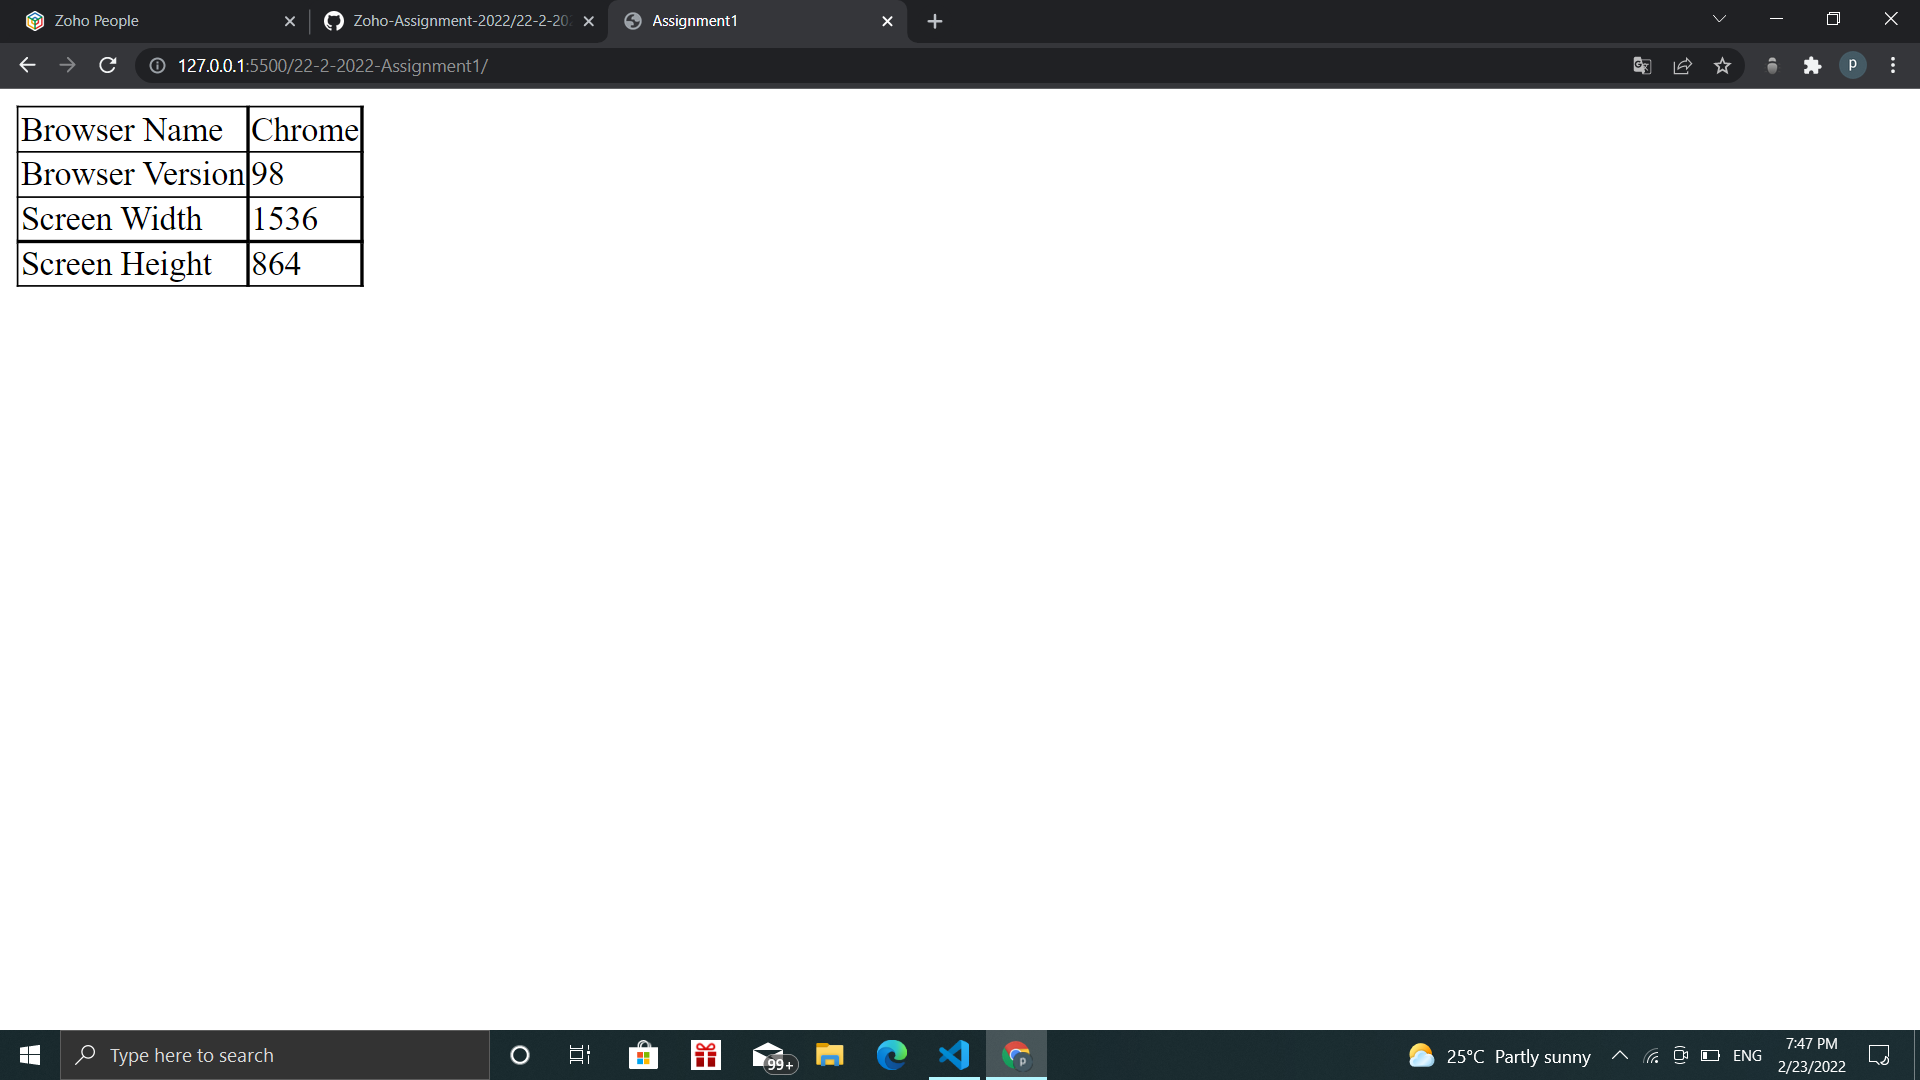 Zoho People
Zoho-Assignment-2022/22-2-202
Assignment1
127.0.0.1:5500/22-2-2022-Assignment1/
P
Browser Name Chrome
Browser Version 98
Screen Width 1536
Screen Height 864
Type here to search
99+
P
25°C Partly sunny
ENG
7:47 PM
2/23/2022